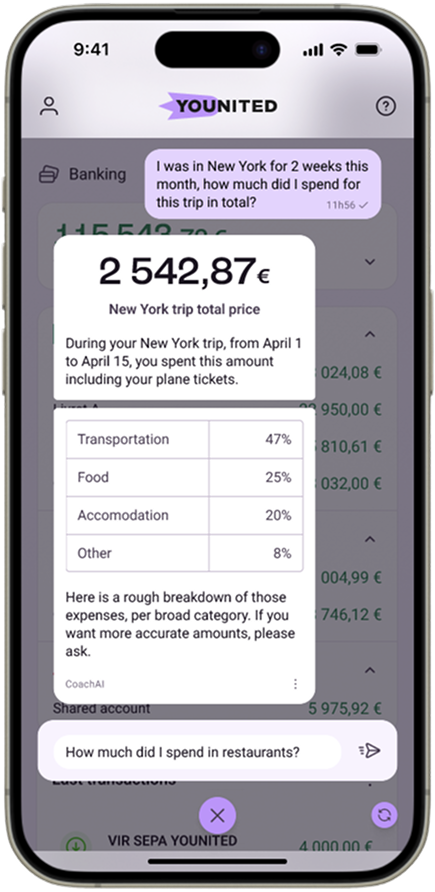 9:41
YOUNITED
Banking
I was in New York for 2 weeks this
month, how much did I spend for
this trip in total?
11h56
2 542,87€
New York trip total price
During your New York trip, from April 1
to April 15, you spent this amount
including your plane tickets.
024,08 €
950,00 €
810,61 €
032,00 €
004,99 €
746,12 €
Transportation 47%
Food 25%
Accomodation 20%
Other 8%
Here is a rough breakdown of those
expenses, per broad category. If you
want more accurate amounts, please
ask.
CoachAI
Shared account 5 975,92 €
How much did I spend in restaurants?
Last transactions
VIR SEPA YOUNITED 4 000,00 €